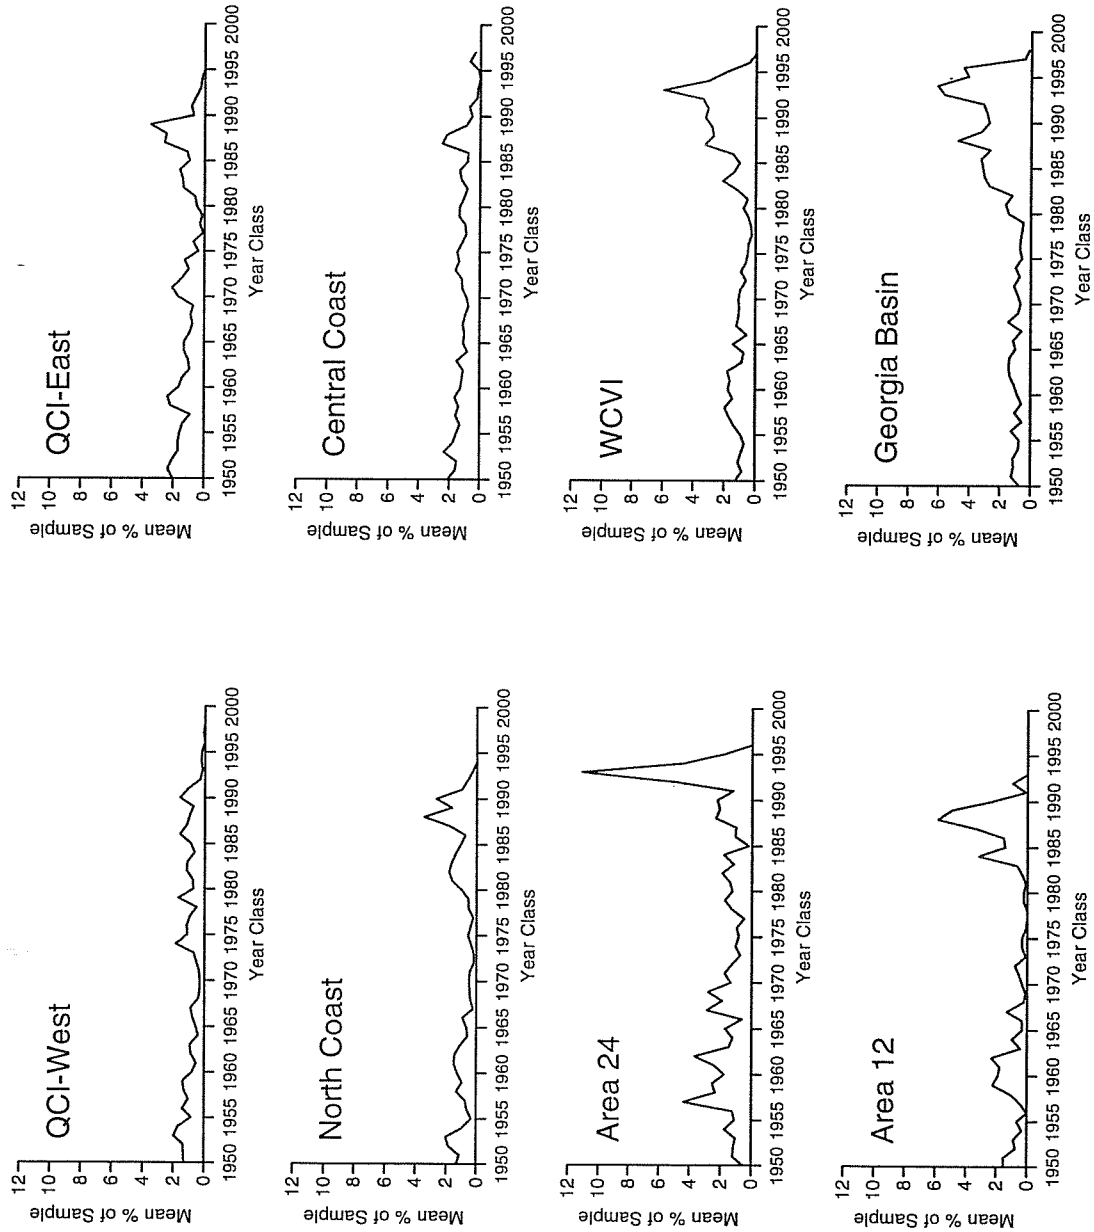 QCI-West
12
10
8
6
4
2
0
Mean % of Sample
1950 1955 1960 1965 1970 1975 1980 1985 1990 1995 2000
Year Class
QCI-East
12
10
8
6
4
2
0
Mean % of Sample
1950 1955 1960 1965 1970 1975 1980 1985 1990 1995 2000
Year Class
North Coast
12
10
8
6
4
2
0
Mean % of Sample
1950 1955 1960 1965 1970 1975 1980 1985 1990 1995 2000
Year Class
Central Coast
12
10
8
6
4
2
0
Mean % of Sample
1950 1955 1960 1965 1970 1975 1980 1985 1990 1995 2000
Year Class
Area 24
12
10
8
6
4
2
0
Mean % of Sample
1950 1955 1960 1965 1970 1975 1980 1985 1990 1995 2000
Year Class
WCVI
12
10
8
6
4
2
0
Mean % of Sample
1950 1955 1960 1965 1970 1975 1980 1985 1990 1995 2000
Year Class
Area 12
12
10
8
6
4
2
0
Mean % of Sample
1950 1955 1960 1965 1970 1975 1980 1985 1990 1995 2000
Year Class
Georgia Basin
12
10
8
6
4
2
0
Mean % of Sample
1950 1955 1960 1965 1970 1975 1980 1985 1990 1995 2000
Year Class